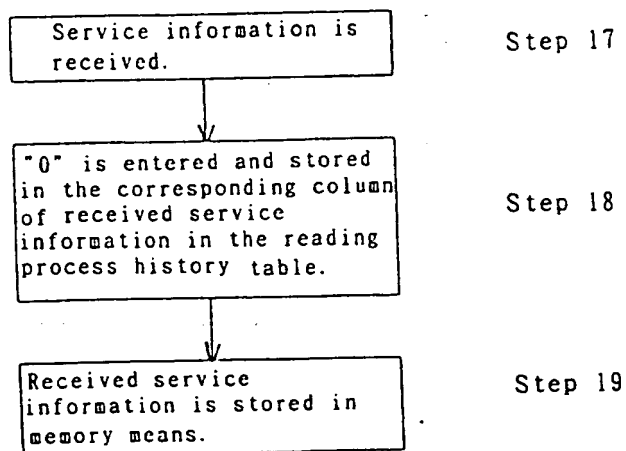 Service information is
received.
Step 17
"0" is entered and stored
in the corresponding column
of received service
information in the reading
process history table.
Step 18
Received service
information is stored in
memory means.
Step 19